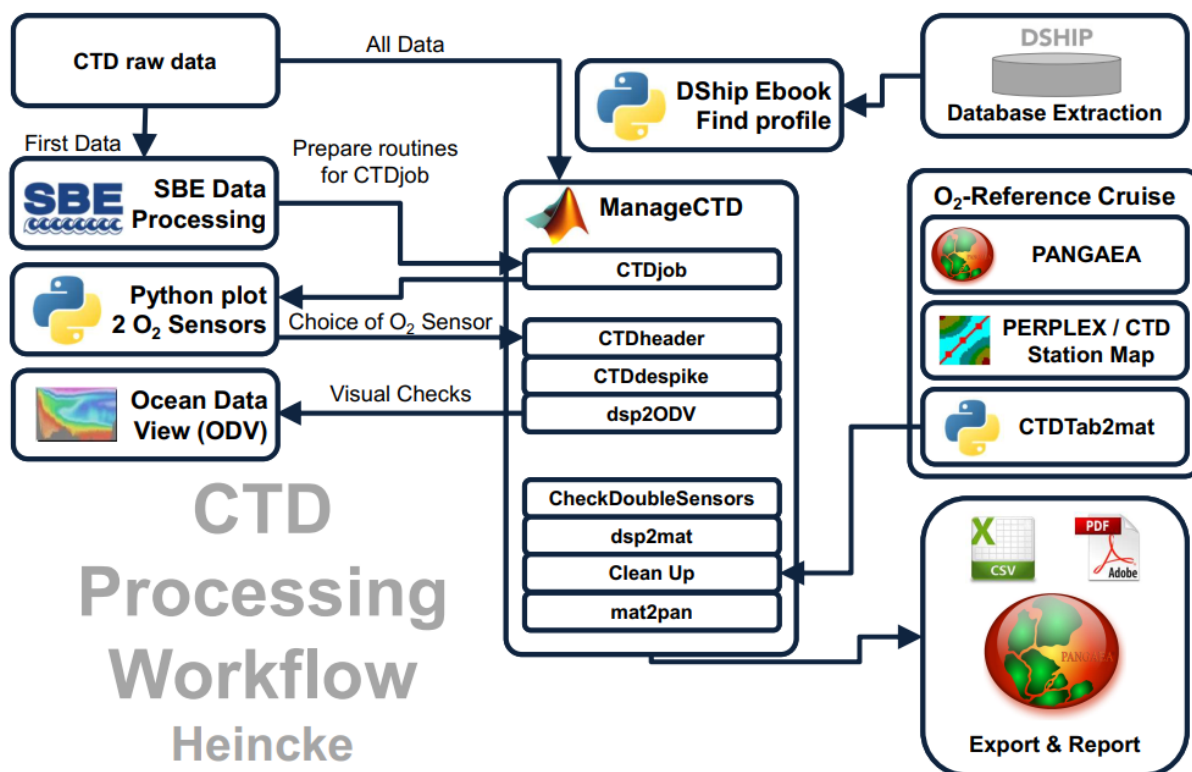 CTD raw data
All Data
First Data
SBE
SBE Data
Processing
Prepare routines
for CTDjob
Python plot
2 O₂ Sensors
Choice of O₂ Sensor
Ocean Data
View (ODV)
Visual Checks
DShip Ebook
Find profile
DSHIP
Database Extraction
ManageCTD
CTDjob
CTDheader
CTDdespike
dsp2ODV
CheckDoubleSensors
dsp2mat
Clean Up
mat2pan
O₂-Reference Cruise
PANGAEA
PERPLEX / CTD
Station Map
CTDTab2mat
X
CSV
PDF
Adobe
PANGAEA
Export & Report
CTD
Processing
Workflow
Heincke